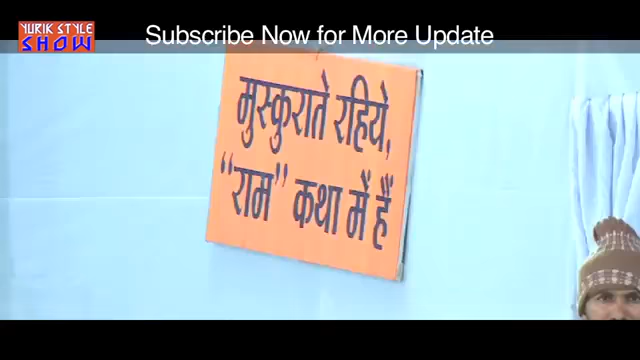 YURIK STYLE
SHOW
Subscribe Now for More Update
मुस्कुराते रहिये,
“राम” कथा में हैं